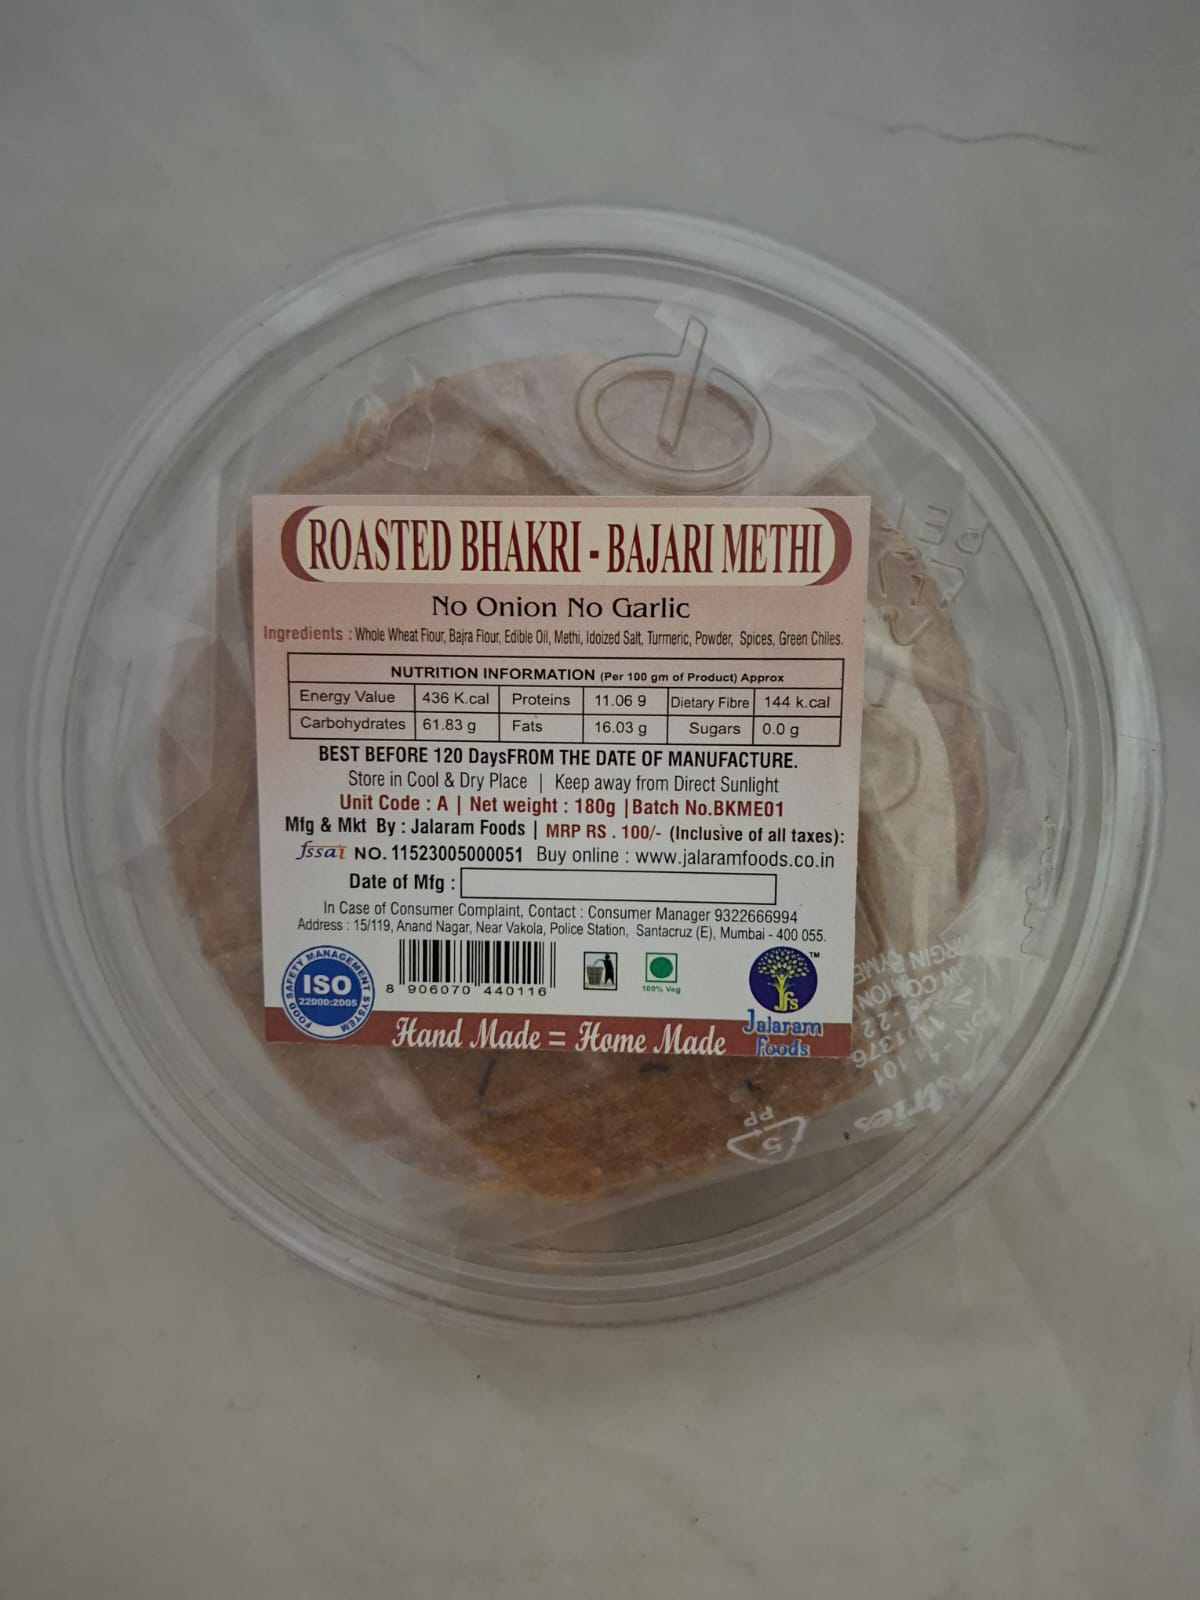 ROASTED BHAKRI - BAJARI METHI
No Onion No Garlic
Ingredients : Whole Wheat Flour, Bajra Flour, Edible Oil, Methi, Idoized Salt, Turmeric, Powder, Spices, Green Chiles.
NUTRITION INFORMATION (Per 100 gm of Product) Approx
Energy Value 436 K.cal Proteins 11.06 9 Dietary Fibre 144 k.cal
Carbohydrates 61.83 g Fats 16.03 g Sugars 0.0 g
BEST BEFORE 120 DaysFROM THE DATE OF MANUFACTURE.
Store in Cool & Dry Place | Keep away from Direct Sunlight
Unit Code : A | Net weight : 180g |Batch No.BKME01
Mfg & Mkt By : Jalaram Foods | MRP RS . 100/- (Inclusive of all taxes):
fssai NO. 11523005000051 Buy online : www.jalaramfoods.co.in
Date of Mfg :
In Case of Consumer Complaint, Contact : Consumer Manager 9322666994
Address : 15/119, Anand Nagar, Near Vakola, Police Station, Santacruz (E), Mumbai - 400 055.
FOOD SAFETY MANAGEMENT SYSTEM
ISO
22000:2005
8 906070 440116
100% Veg
TM
jfs
Jalaram
foods
Hand Made = Home Made
PET
5
PP